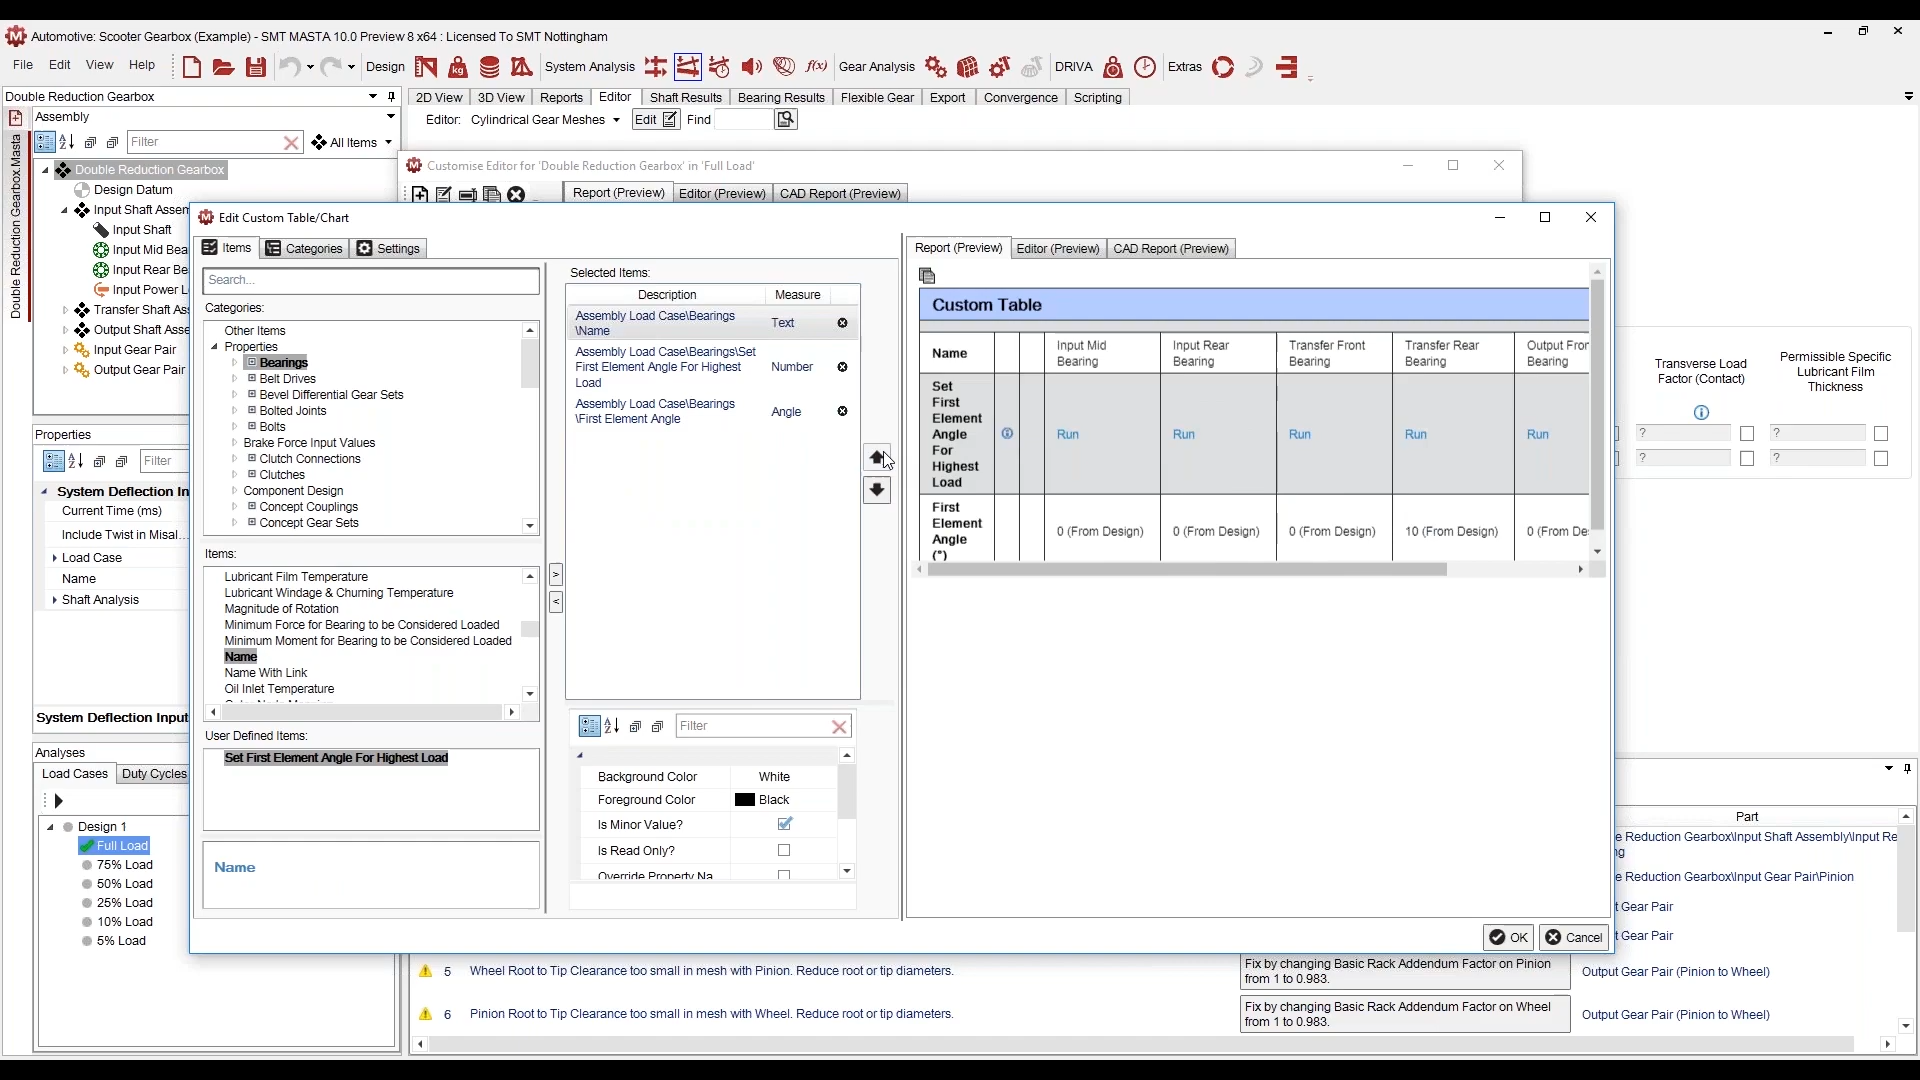 Automotive: Scooter Gearbox (Example) - SMT MASTA 10.0 Preview 8 x64 : Licensed To SMT Nottingham
File Edit View Help Design System Analysis Gear Analysis DRIVA Extras
Double Reduction Gearbox
2D View 3D View Reports Editor Shaft Results Bearing Results Flexible Gear Export Convergence Scripting
Assembly
Editor: Cylindrical Gear Meshes Edit Find
Filter All Items
Double Reduction Gearbox.Masta
Double Reduction Gearbox
Design Datum
Input Shaft Assem
Input Shaft
Input Mid Bea
Input Rear Be
Input Power L
Transfer Shaft Ass
Output Shaft Asse
Input Gear Pair
Output Gear Pair
Properties
Filter
System Deflection In
Current Time (ms)
Include Twist in Misal...
Load Case
Name
Shaft Analysis
System Deflection Input
Analyses
Load Cases Duty Cycles
Design 1
Full Load
75% Load
50% Load
25% Load
10% Load
5% Load
Customise Editor for 'Double Reduction Gearbox' in 'Full Load'
Report (Preview) Editor (Preview) CAD Report (Preview)
Edit Custom Table/Chart
Items Categories Settings
Search...
Categories:
Other Items
Properties
Bearings
Belt Drives
Bevel Differential Gear Sets
Bolted Joints
Bolts
Brake Force Input Values
Clutch Connections
Clutches
Component Design
Concept Couplings
Concept Gear Sets
Items:
Lubricant Film Temperature
Lubricant Windage & Churning Temperature
Magnitude of Rotation
Minimum Force for Bearing to be Considered Loaded
Minimum Moment for Bearing to be Considered Loaded
Name
Name With Link
Oil Inlet Temperature
User Defined Items:
Set First Element Angle For Highest Load
Name
>
<
Selected Items:
Description Measure
Assembly Load Case\Bearings
\Name
Text
Assembly Load Case\Bearings\Set
First Element Angle For Highest
Load
Number
Assembly Load Case\Bearings
\First Element Angle
Angle
Filter
Background Color White
Foreground Color Black
Is Minor Value?
Is Read Only?
Override Property Na
Report (Preview) Editor (Preview) CAD Report (Preview)
Custom Table
Name
Input Mid
Bearing
Input Rear
Bearing
Transfer Front
Bearing
Transfer Rear
Bearing
Output Fron
Bearing
Set
First
Element
Angle
For
Highest
Load
Run Run Run Run Run
First
Element
Angle
(°)
0 (From Design) 0 (From Design) 0 (From Design) 10 (From Design) 0 (From De
OK Cancel
Transverse Load
Factor (Contact)
Permissible Specific
Lubricant Film
Thickness
? ?
? ?
Part
e Reduction Gearbox\Input Shaft Assembly\Input Re
ng
e Reduction Gearbox\Input Gear Pair\Pinion
t Gear Pair
t Gear Pair
5 Wheel Root to Tip Clearance too small in mesh with Pinion. Reduce root or tip diameters.
Fix by changing Basic Rack Addendum Factor on Pinion
from 1 to 0.983.
Output Gear Pair (Pinion to Wheel)
6 Pinion Root to Tip Clearance too small in mesh with Wheel. Reduce root or tip diameters.
Fix by changing Basic Rack Addendum Factor on Wheel
from 1 to 0.983.
Output Gear Pair (Pinion to Wheel)